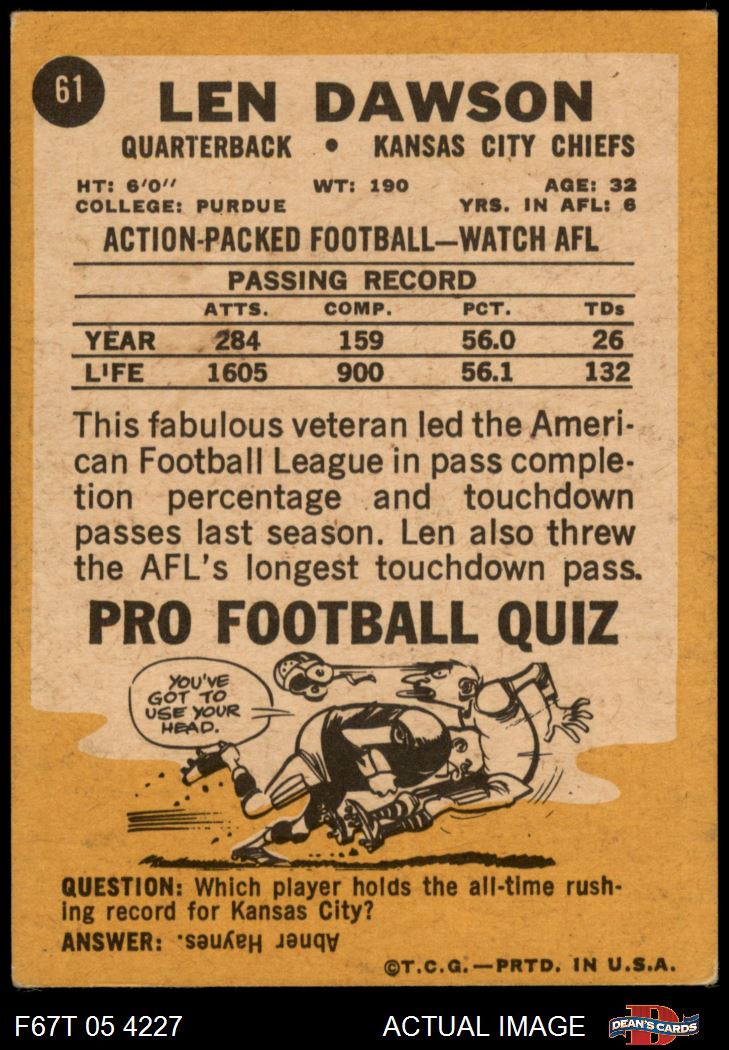 61
LEN DAWSON
QUARTERBACK • KANSAS CITY CHIEFS
HT: 6'0'' WT: 190 AGE: 32
COLLEGE: PURDUE YRS. IN AFL: 6
ACTION-PACKED FOOTBALL—WATCH AFL
PASSING RECORD
ATTS. COMP. PCT. TDs
YEAR 284 159 56.0 26
LIFE 1605 900 56.1 132
This fabulous veteran led the Ameri-
can Football League in pass comple-
tion percentage and touchdown
passes last season. Len also threw
the AFL's longest touchdown pass.
PRO FOOTBALL QUIZ
YOU'VE
GOT TO
USE YOUR
HEAD.
QUESTION: Which player holds the all-time rush-
ing record for Kansas City?
ANSWER: Abner Haynes.
©T.C.G.—PRTD. IN U.S.A.
F67T 05 4227 ACTUAL IMAGE DEAN'S CARDS